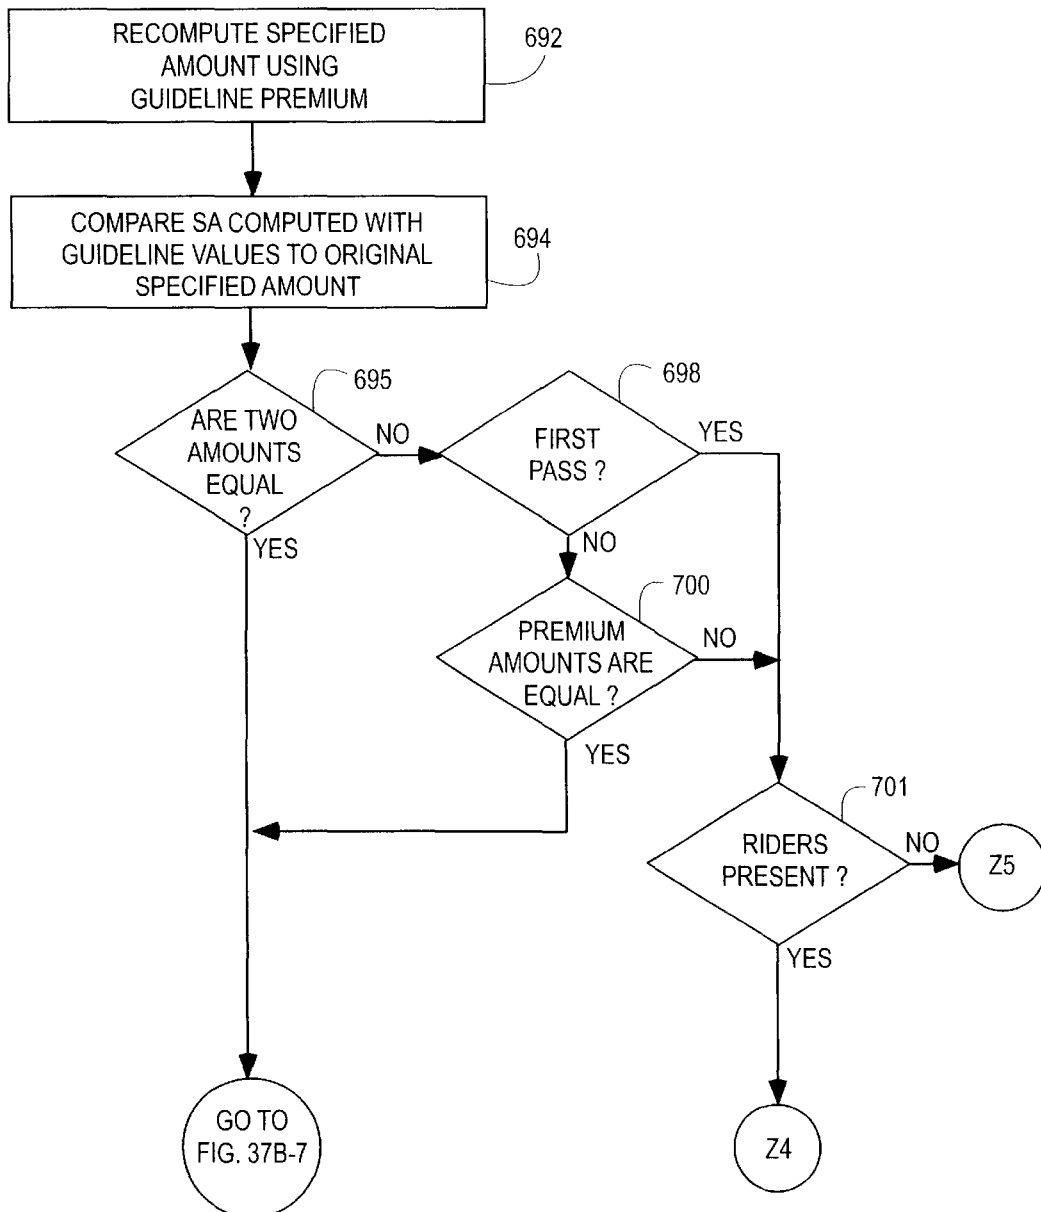 RECOMPUTE SPECIFIED
AMOUNT USING
GUIDELINE PREMIUM
692
COMPARE SA COMPUTED WITH
GUIDELINE VALUES TO ORIGINAL
SPECIFIED AMOUNT
694
ARE TWO
AMOUNTS
EQUAL
?
695
NO
YES
FIRST
PASS ?
698
YES
NO
PREMIUM
AMOUNTS ARE
EQUAL ?
700
NO
YES
RIDERS
PRESENT ?
701
NO
Z5
YES
GO TO
FIG. 37B-7
Z4